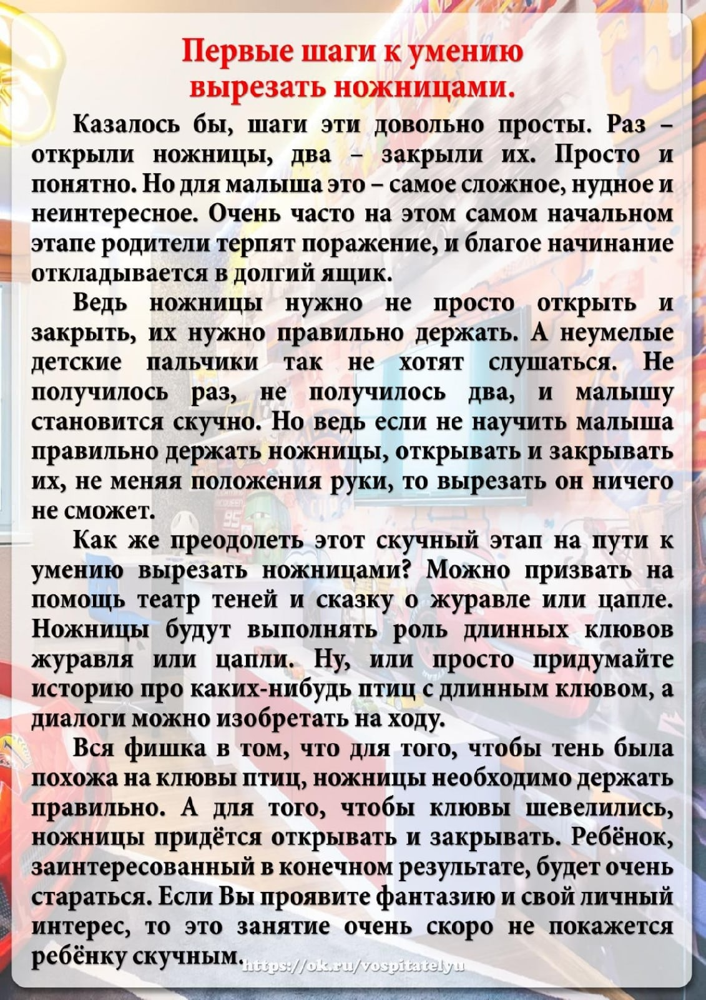 Первые шаги к умению
вырезать ножницами.
Казалось бы, шаги эти довольно просты. Раз –
открыли ножницы, два – закрыли их. Просто и
понятно. Но для малыша это – самое сложное, нудное и
неинтересное. Очень часто на этом самом начальном
этапе родители терпят поражение, и благое начинание
откладывается в долгий ящик.
Ведь ножницы нужно не просто открыть и
закрыть, их нужно правильно держать. А неумелые
детские пальчики так не хотят слушаться. Не
получилось раз, не получилось два, и малышу
становится скучно. Но ведь если не научить малыша
правильно держать ножницы, открывать и закрывать
их, не меняя положения руки, то вырезать он ничего
не сможет.
Как же преодолеть этот скучный этап на пути к
умению вырезать ножницами? Можно призвать на
помощь театр теней и сказку о журавле или цапле.
Ножницы будут выполнять роль длинных клювов
журавля или цапли. Ну, или просто придумайте
историю про каких-нибудь птиц с длинным клювом, а
диалоги можно изобретать на ходу.
Вся фишка в том, что для того, чтобы тень была
похожа на клювы птиц, ножницы необходимо держать
правильно. А для того, чтобы клювы шевелились,
ножницы придётся открывать и закрывать. Ребёнок,
заинтересованный в конечном результате, будет очень
стараться. Если Вы проявите фантазию и свой личный
интерес, то это занятие очень скоро не покажется
ребёнку скучным.
https://ok.ru/vospitatelyu
95